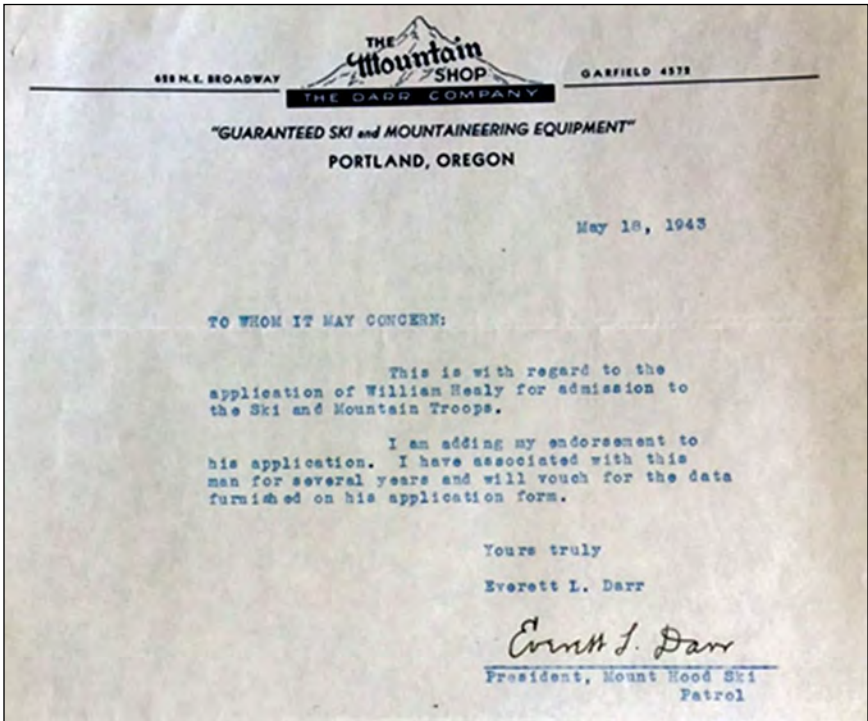 THE
Mountain
SHOP
628 N.E. BROADWAY
GARFIELD 4578
THE DARR COMPANY
"GUARANTEED SKI and MOUNTAINEERING EQUIPMENT"
PORTLAND, OREGON
May 18, 1943
TO WHOM IT MAY CONCERN:
This is with regard to the
application of William Healy for admission to
the Ski and Mountain Troops.
I am adding my endorsement to
his application. I have associated with this
man for several years and will vouch for the data
furnished on his application form.
Yours truly
Everett L. Darr
Everett L. Darr
President, Mount Hood Ski
Patrol